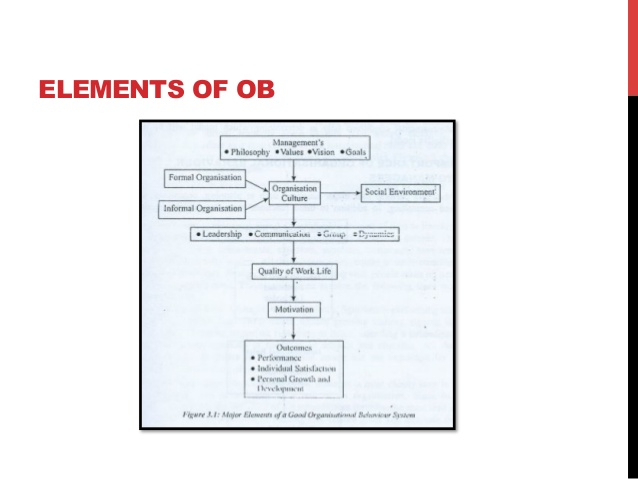 ELEMENTS OF OB
Management's
• Philosophy • Values • Vision • Goals
Formal Organisation
Organisation
Culture
Social Environment
Informal Organisation
• Leadership • Communication • Group • Dynamics
Quality of Work Life
Motivation
Outcomes
• Performance
• Individual Satisfaction
• Personal Growth and
Development
Figure 3.1: Major Elements of a Good Organisational Behaviour System